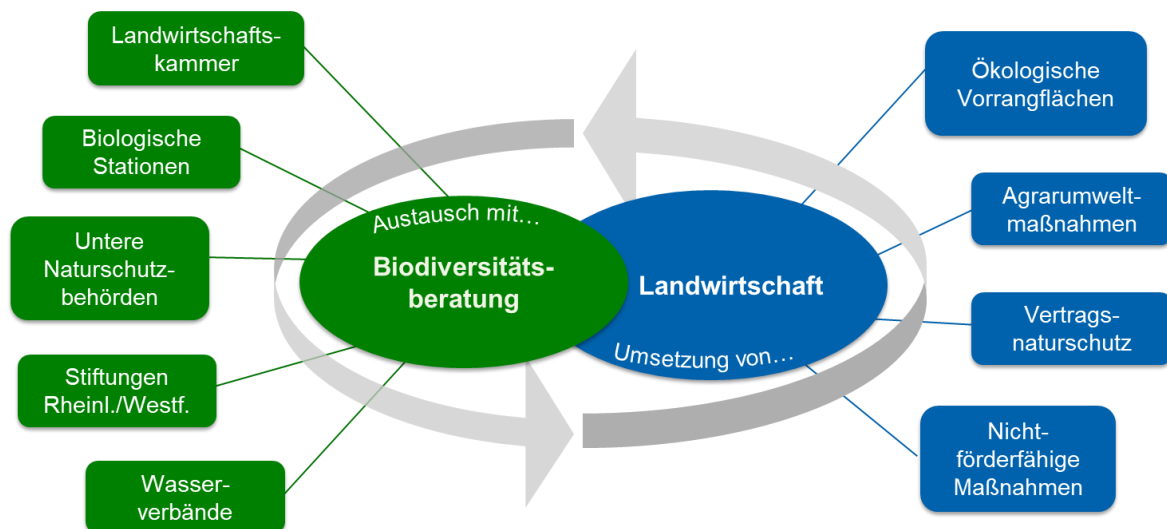 Landwirtschafts-
kammer
Biologische
Stationen
Untere
Naturschutz-
behörden
Stiftungen
Rheinl./Westf.
Wasser-
verbände
Austausch mit...
Biodiversitäts-
beratung
Landwirtschaft
Umsetzung von...
Ökologische
Vorrangflächen
Agrarumwelt-
maßnahmen
Vertrags-
naturschutz
Nicht-
förderfähige
Maßnahmen